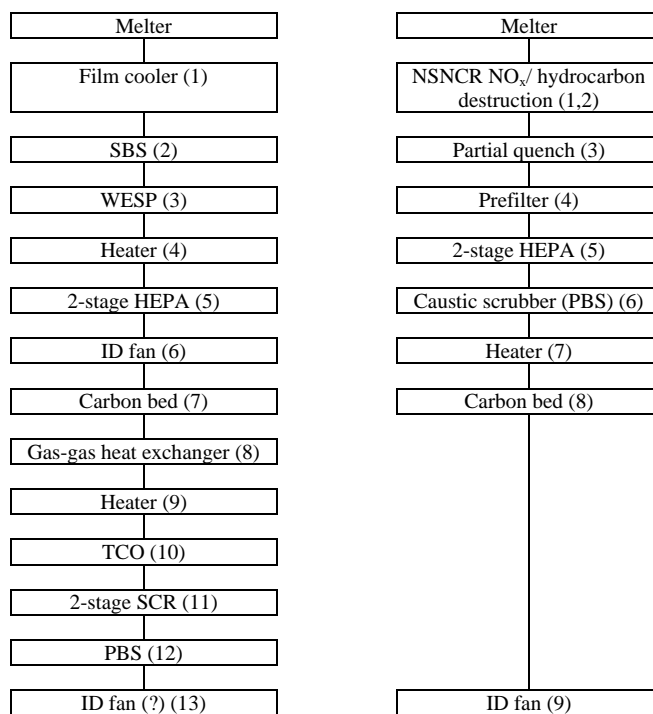 Melter
Film cooler (1)
SBS (2)
WESP (3)
Heater (4)
2-stage HEPA (5)
ID fan (6)
Carbon bed (7)
Gas-gas heat exchanger (8)
Heater (9)
TCO (10)
2-stage SCR (11)
PBS (12)
ID fan (?) (13)
Melter
NSNCR NOx/ hydrocarbon
destruction (1,2)
Partial quench (3)
Prefilter (4)
2-stage HEPA (5)
Caustic scrubber (PBS) (6)
Heater (7)
Carbon bed (8)
ID fan (9)